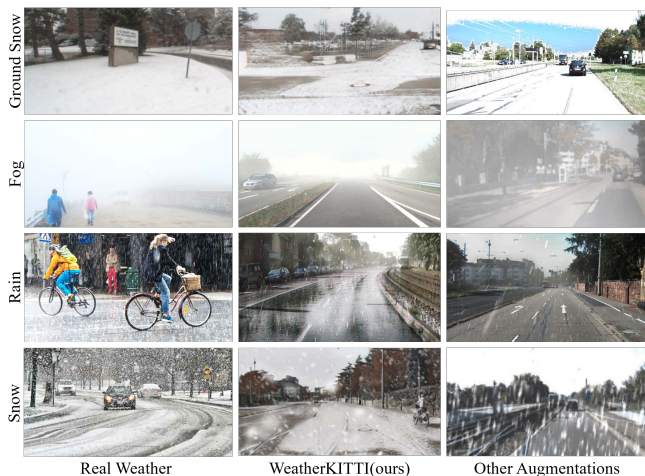 Ground Snow
Fog
Rain
Snow
Real Weather
WeatherKITTI(ours)
Other Augmentations